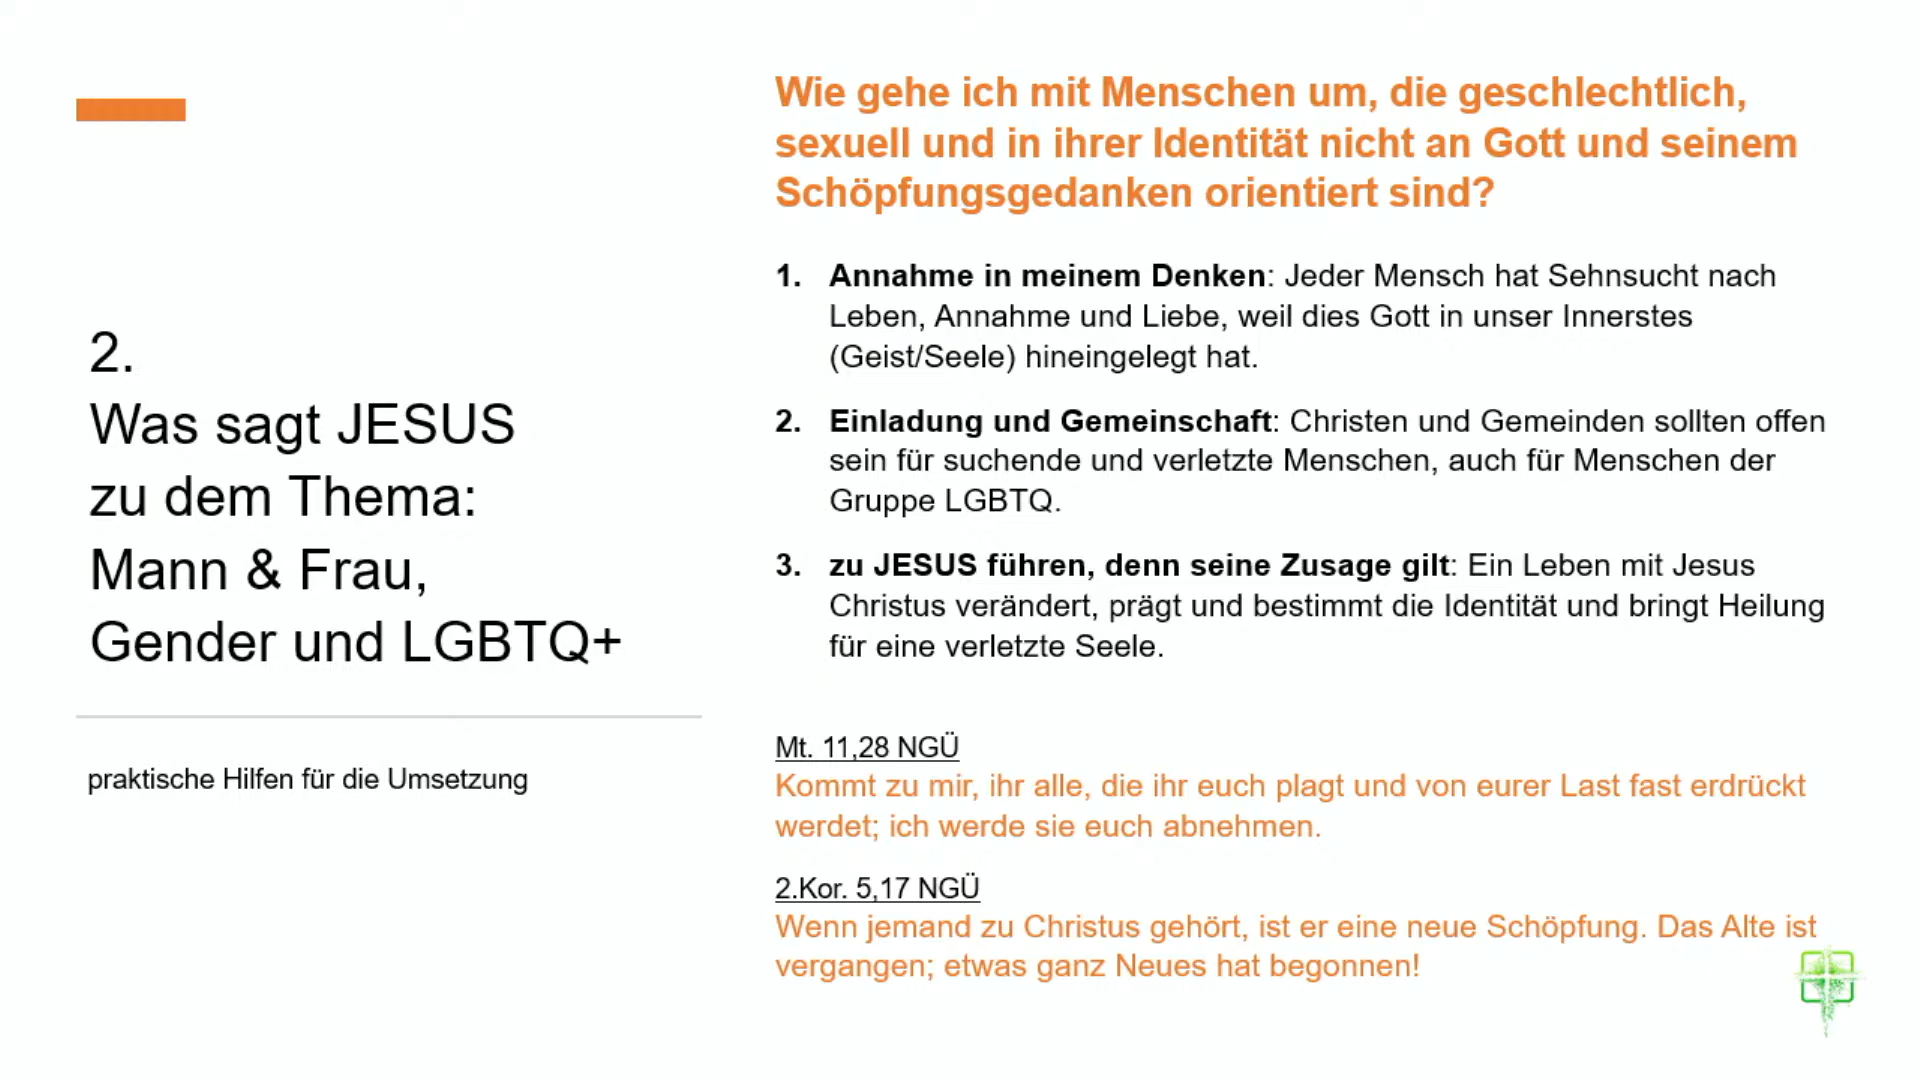 2.
Was sagt JESUS
zu dem Thema:
Mann & Frau,
Gender und LGBTQ+
praktische Hilfen für die Umsetzung
Wie gehe ich mit Menschen um, die geschlechtlich,
sexuell und in ihrer Identität nicht an Gott und seinem
Schöpfungsgedanken orientiert sind?
1. Annahme in meinem Denken: Jeder Mensch hat Sehnsucht nach
Leben, Annahme und Liebe, weil dies Gott in unser Innerstes
(Geist/Seele) hineingelegt hat.
2. Einladung und Gemeinschaft: Christen und Gemeinden sollten offen
sein für suchende und verletzte Menschen, auch für Menschen der
Gruppe LGBTQ.
3. zu JESUS führen, denn seine Zusage gilt: Ein Leben mit Jesus
Christus verändert, prägt und bestimmt die Identität und bringt Heilung
für eine verletzte Seele.
Mt. 11,28 NGÜ
Kommt zu mir, ihr alle, die ihr euch plagt und von eurer Last fast erdrückt
werdet; ich werde sie euch abnehmen.
2.Kor. 5,17 NGÜ
Wenn jemand zu Christus gehört, ist er eine neue Schöpfung. Das Alte ist
vergangen; etwas ganz Neues hat begonnen!